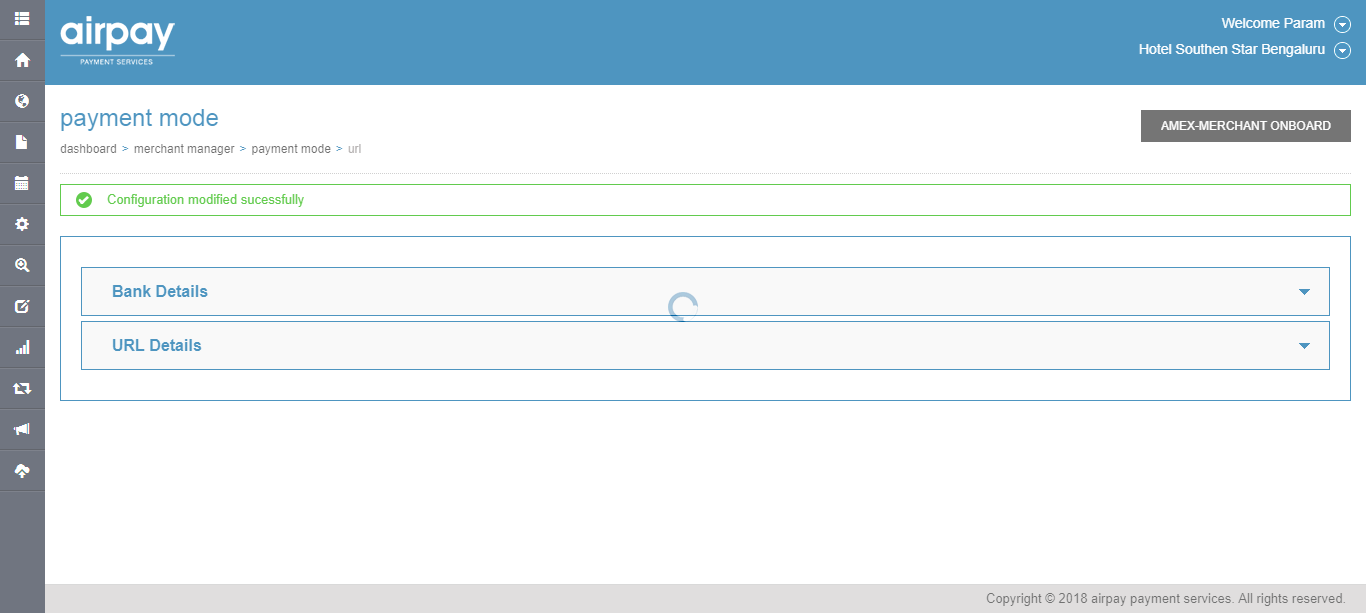 airpay
PAYMENT SERVICES
Welcome Param
Hotel Southen Star Bengaluru
payment mode
AMEX-MERCHANT ONBOARD
dashboard > merchant manager > payment mode > url
Configuration modified sucessfully
Bank Details
URL Details
Copyright © 2018 airpay payment services. All rights reserved.